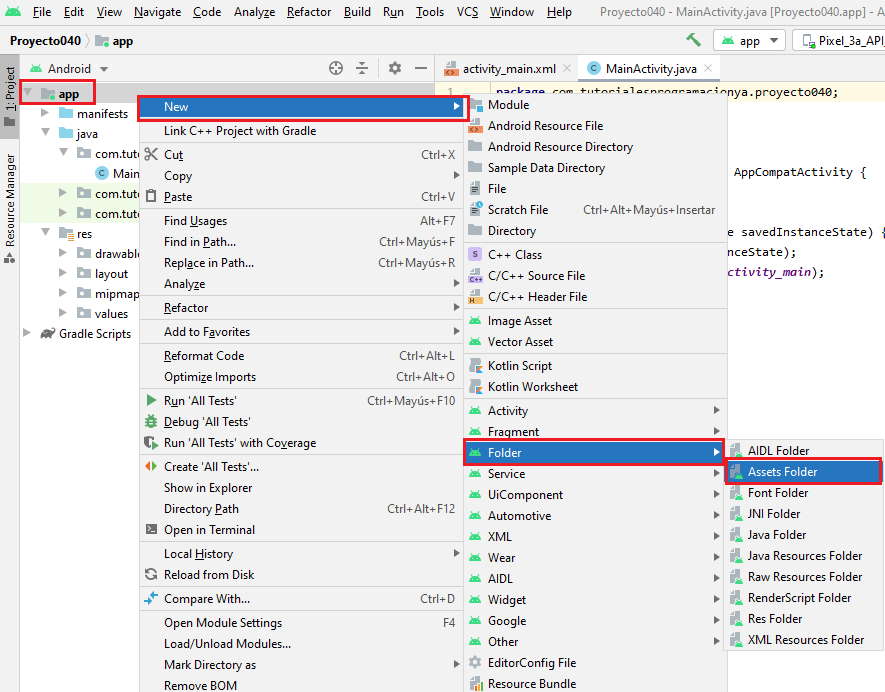 File Edit View Navigate Code Analyze Refactor Build Run Tools VCS Window Help Proyecto040 - MainActivity.java [Proyecto040.app] - A
Proyecto040 app
app Pixel_3a_API
1: Project
Resource Manager
Android
activity_main.xml
MainActivity.java
app
manifests
java
com.tuto
Main
com.tuto
com.tuto
res
drawable
layout
mipmap
values
Gradle Scripts
1
package com.tutorialesprogramacionya.proyecto040;
AppCompatActivity {
e savedInstanceState) {
nceState);
ctivity_main);
New
Link C++ Project with Gradle
Cut Ctrl+X
Copy
Paste Ctrl+V
Find Usages Alt+F7
Find in Path... Ctrl+Mayús+F
Replace in Path... Ctrl+Mayús+R
Analyze
Refactor
Add to Favorites
Reformat Code Ctrl+Alt+L
Optimize Imports Ctrl+Alt+O
Run 'All Tests' Ctrl+Mayús+F10
Debug 'All Tests'
Run 'All Tests' with Coverage
Create 'All Tests'...
Show in Explorer
Directory Path Ctrl+Alt+F12
Open in Terminal
Local History
Reload from Disk
Compare With... Ctrl+D
Open Module Settings F4
Load/Unload Modules...
Mark Directory as
Remove BOM
Module
Android Resource File
Android Resource Directory
Sample Data Directory
File
Scratch File Ctrl+Alt+Mayús+Insertar
Directory
C++ Class
C/C++ Source File
C/C++ Header File
Image Asset
Vector Asset
Kotlin Script
Kotlin Worksheet
Activity
Fragment
Folder
Service
UiComponent
Automotive
XML
Wear
AIDL
Widget
Google
Other
EditorConfig File
Resource Bundle
AIDL Folder
Assets Folder
Font Folder
JNI Folder
Java Folder
Java Resources Folder
Raw Resources Folder
RenderScript Folder
Res Folder
XML Resources Folder